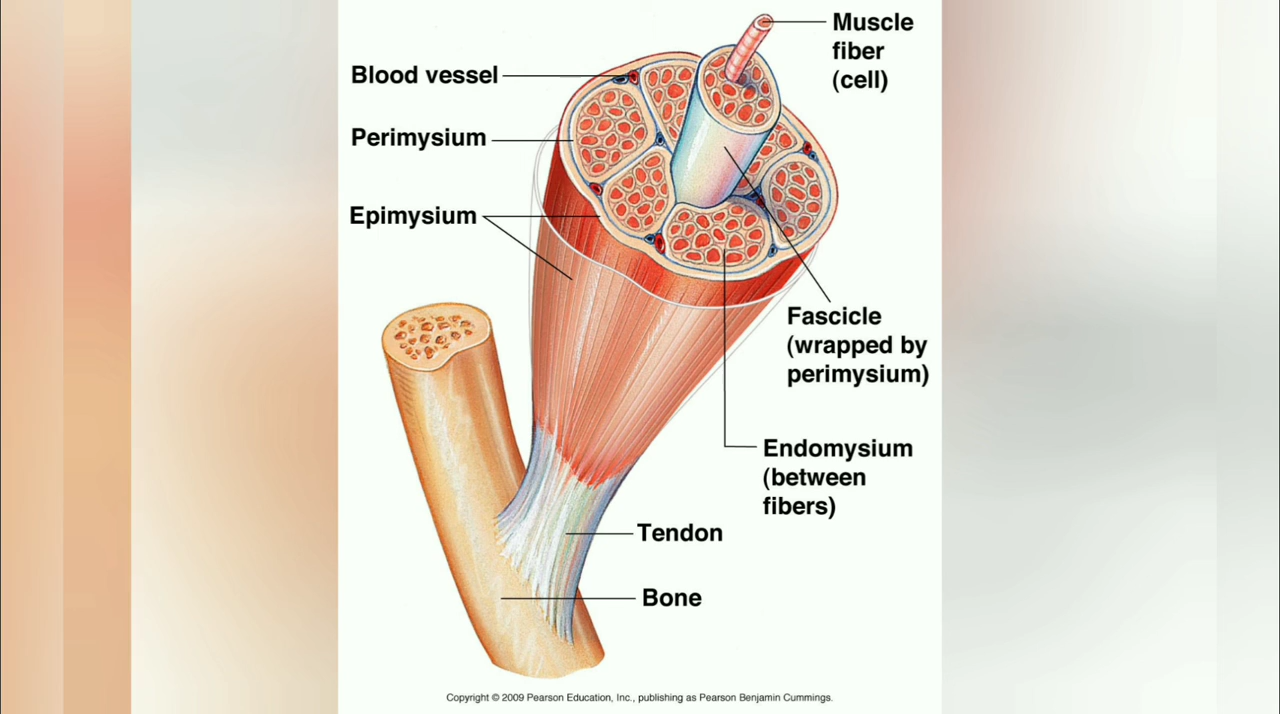 Muscle
fiber
(cell)
Blood vessel
Perimysium
Epimysium
Fascicle
(wrapped by
perimysium)
Endomysium
(between
fibers)
Tendon
Bone
Copyright © 2009 Pearson Education, Inc., publishing as Pearson Benjamin Cummings.